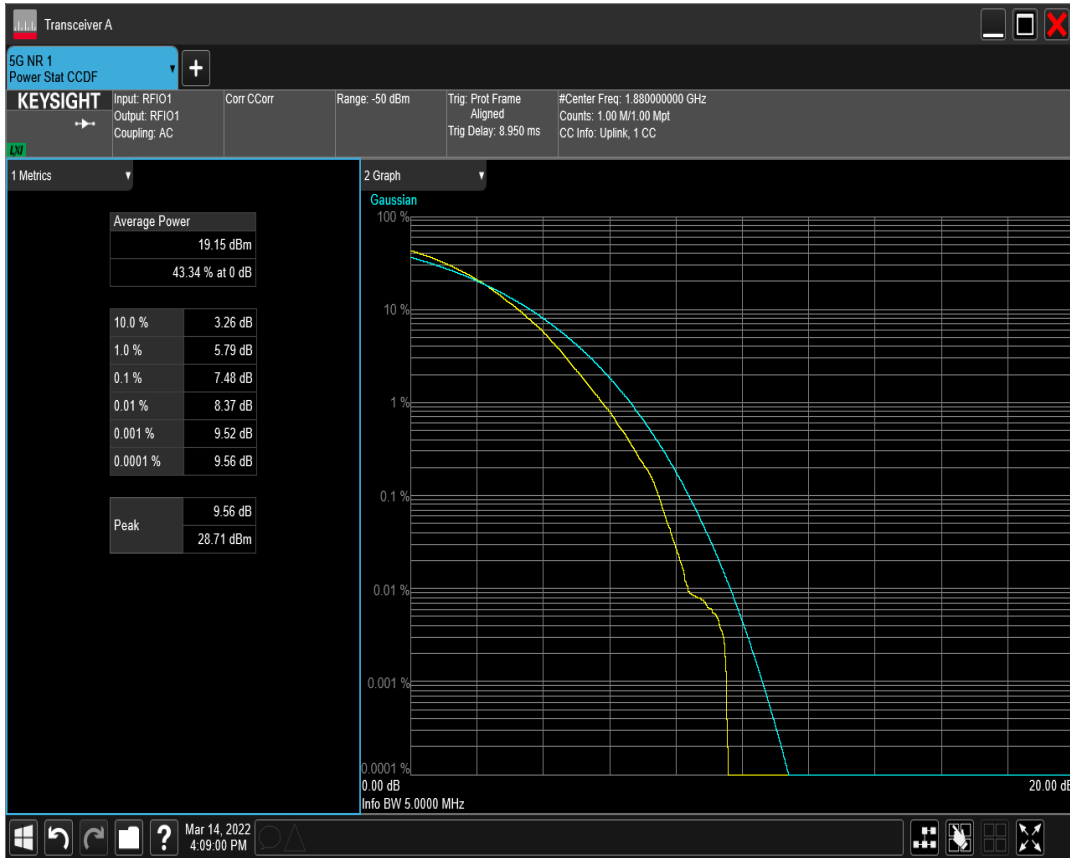 Transceiver A
5G NR 1
Power Stat CCDF
+
KEYSIGHT
LXI
Input: RFIO1
Output: RFIO1
Coupling: AC
Corr CCorr
Range: -50 dBm
Trig: Prot Frame
Aligned
Trig Delay: 8.950 ms
#Center Freq: 1.880000000 GHz
Counts: 1.00 M/1.00 Mpt
CC Info: Uplink, 1 CC
1 Metrics
Average Power
19.15 dBm
43.34 % at 0 dB
10.0 % 3.26 dB
1.0 % 5.79 dB
0.1 % 7.48 dB
0.01 % 8.37 dB
0.001 % 9.52 dB
0.0001 % 9.56 dB
Peak
9.56 dB
28.71 dBm
2 Graph
Gaussian
100 %
10 %
1 %
0.1 %
0.01 %
0.001 %
0.0001 %
0.00 dB 20.00 dB
Info BW 5.0000 MHz
?
Mar 14, 2022
4:09:00 PM